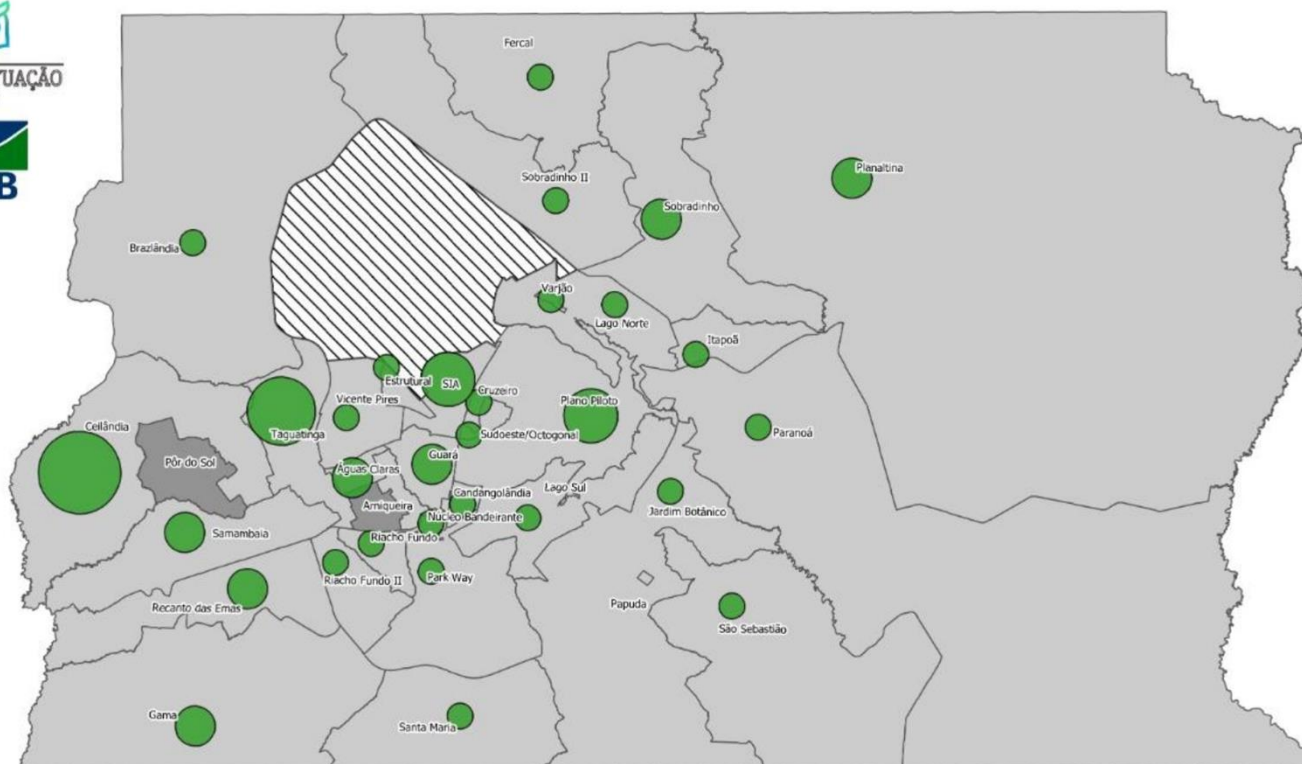 UAÇÃO
B
Fercal
Planaltina
Sobradinho II
Sobradinho
Brazlândia
Varjão
Lago Norte
Itapoã
Estrutural
SIA
Cruzeiro
Vicente Pires
Plano Piloto
Ceilândia
Taguatinga
Paranoá
Sudoeste/Octogonal
Guará
Pôr do Sol
Águas Claras
Lago Sul
Candangolândia
Arniqueira
Jardim Botânico
Núcleo Bandeirante
Samambaia
Riacho Fundo
Riacho Fundo II
Park Way
Recanto das Emas
Papuda
São Sebastião
Gama
Santa Maria